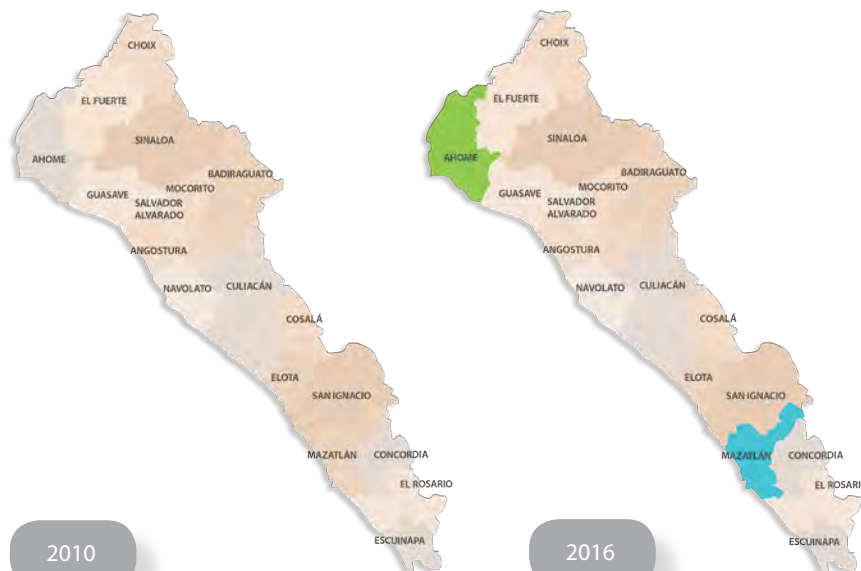 CHOIX
EL FUERTE
SINALOA
AHOME
BADIRAGUATO
MOCORITO
GUASAVE
SALVADOR
ALVARADO
ANGOSTURA
NAVOLATO
CULIACÁN
COSALÁ
ELOTA
SAN IGNACIO
MAZATLÁN
CONCORDIA
EL ROSARIO
ESCUINAPA
2010
CHOIX
EL FUERTE
SINALOA
AHOME
BADIRAGUATO
MOCORITO
GUASAVE
SALVADOR
ALVARADO
ANGOSTURA
NAVOLATO
CULIACÁN
COSALÁ
ELOTA
SAN IGNACIO
MAZATLÁN
CONCORDIA
EL ROSARI
ESCUINAPA
2016